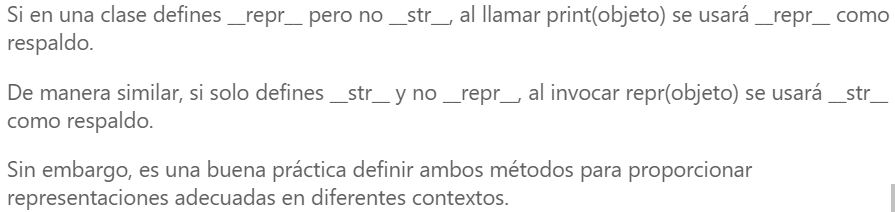 Si en una clase defines __repr__ pero no __str__, al llamar print(objeto) se usará __repr__ como
respaldo.
De manera similar, si solo defines __str__ y no __repr__, al invocar repr(objeto) se usará __str__
como respaldo.
Sin embargo, es una buena práctica definir ambos métodos para proporcionar
representaciones adecuadas en diferentes contextos.